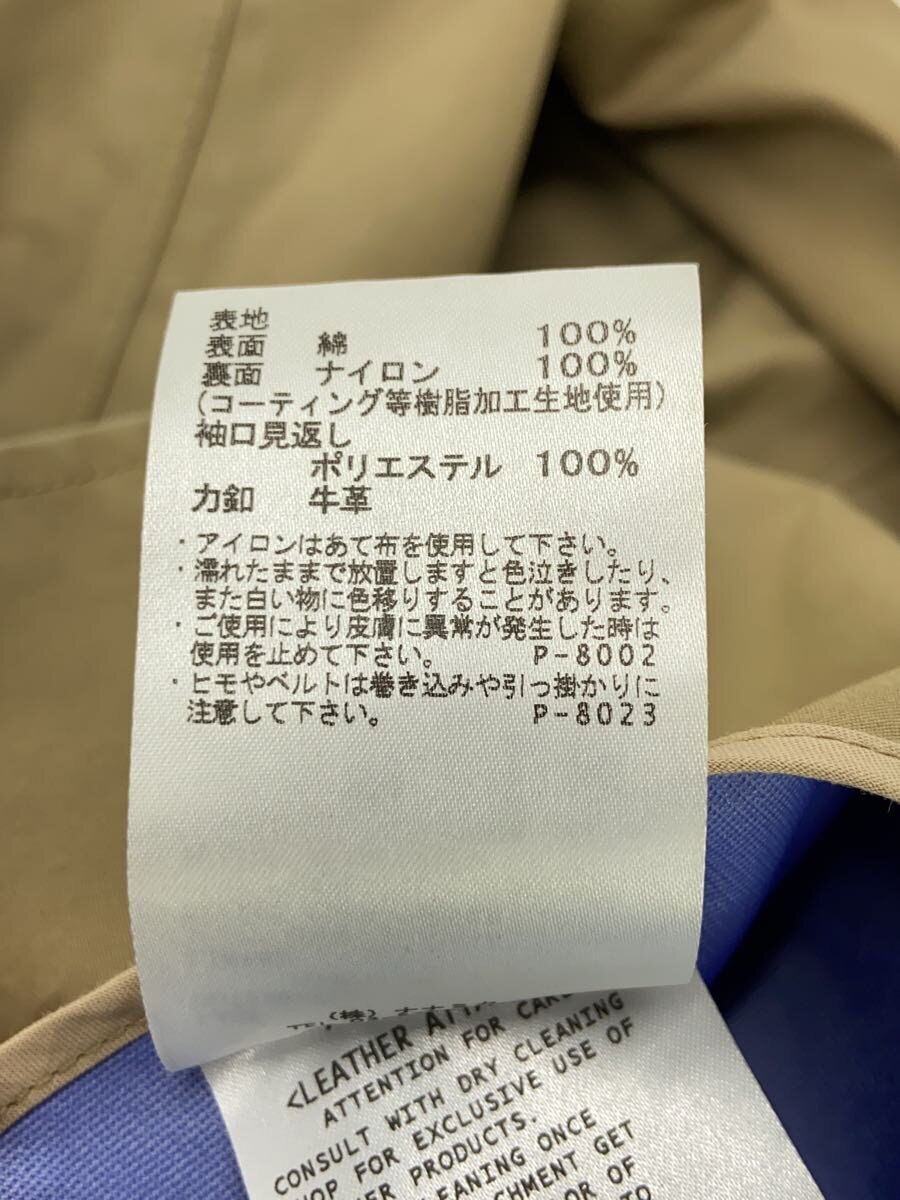 表地
表面 綿 100%
裏面 ナイロン 100%
(コーティング等樹脂加工生地使用)
袖口見返し
ポリエステル 100%
力釦 牛革
・アイロンはあて布を使用して下さい。
・濡れたままで放置しますと色泣きしたり、
また白い物に色移りすることがあります。
・ご使用により皮膚に異常が発生した時は
使用を止めて下さい。 P-8002
・ヒモやベルトは巻き込みや引っ掛かりに
注意して下さい。 P-8023
(株)
<LEATHER
ATTENTION FOR
CONSULT WITH DRY CLEANING
FOR EXCLUSIVE USE OF
PRODUCTS.
CLEANING ONCE
GET
OF
TO